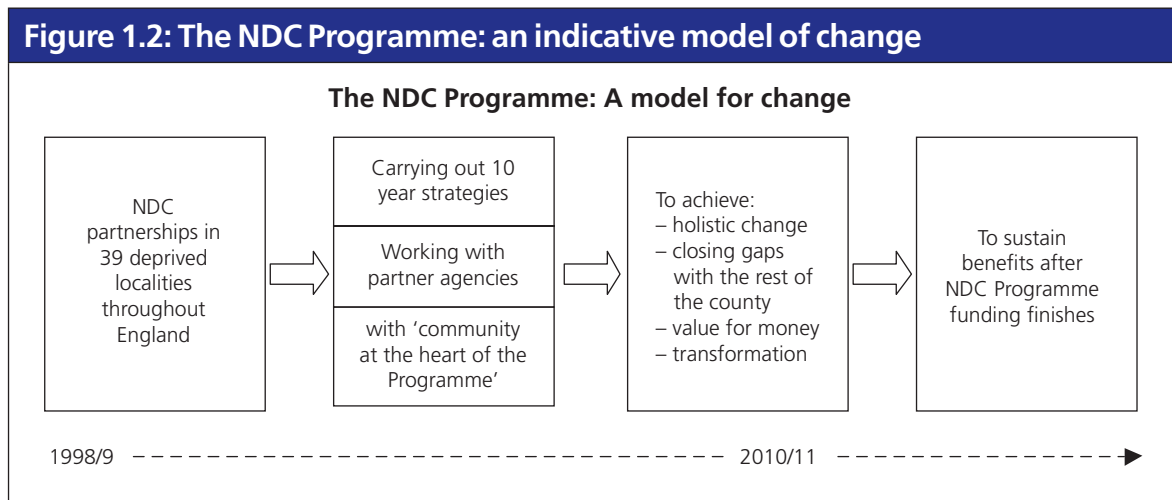 Figure 1.2: The NDC Programme: an indicative model of change
The NDC Programme: A model for change
NDC
partnerships in
39 deprived
localities
throughout
England
Carrying out 10
year strategies
Working with
partner agencies
with ‘community
at the heart of the
Programme’
To achieve:
– holistic change
– closing gaps
with the rest of
the county
– value for money
– transformation
To sustain
benefits after
NDC Programme
funding finishes
1998/9
2010/11